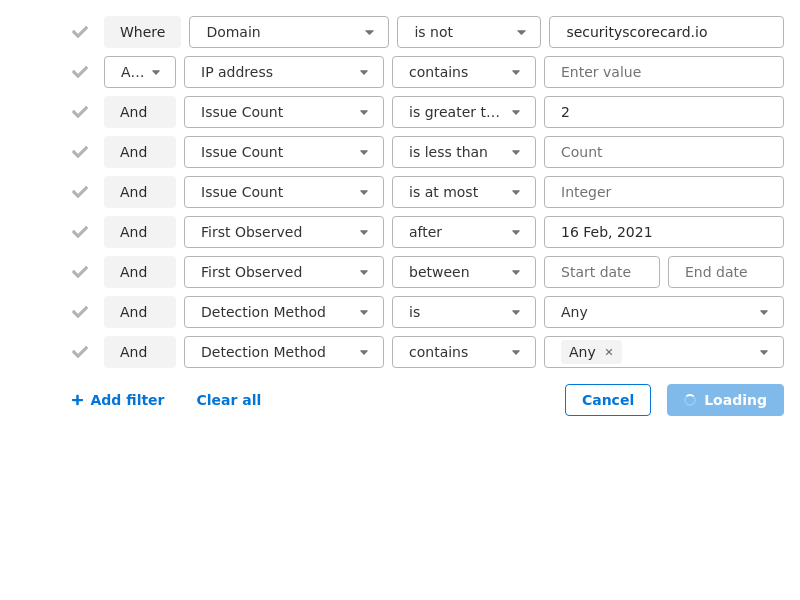 Where Domain is not securityscorecard.io
A... IP address contains Enter value
And Issue Count is greater t... 2
And Issue Count is less than Count
And Issue Count is at most Integer
And First Observed after 16 Feb, 2021
And First Observed between Start date End date
And Detection Method is Any
And Detection Method contains Any ×
+ Add filter Clear all Cancel Loading